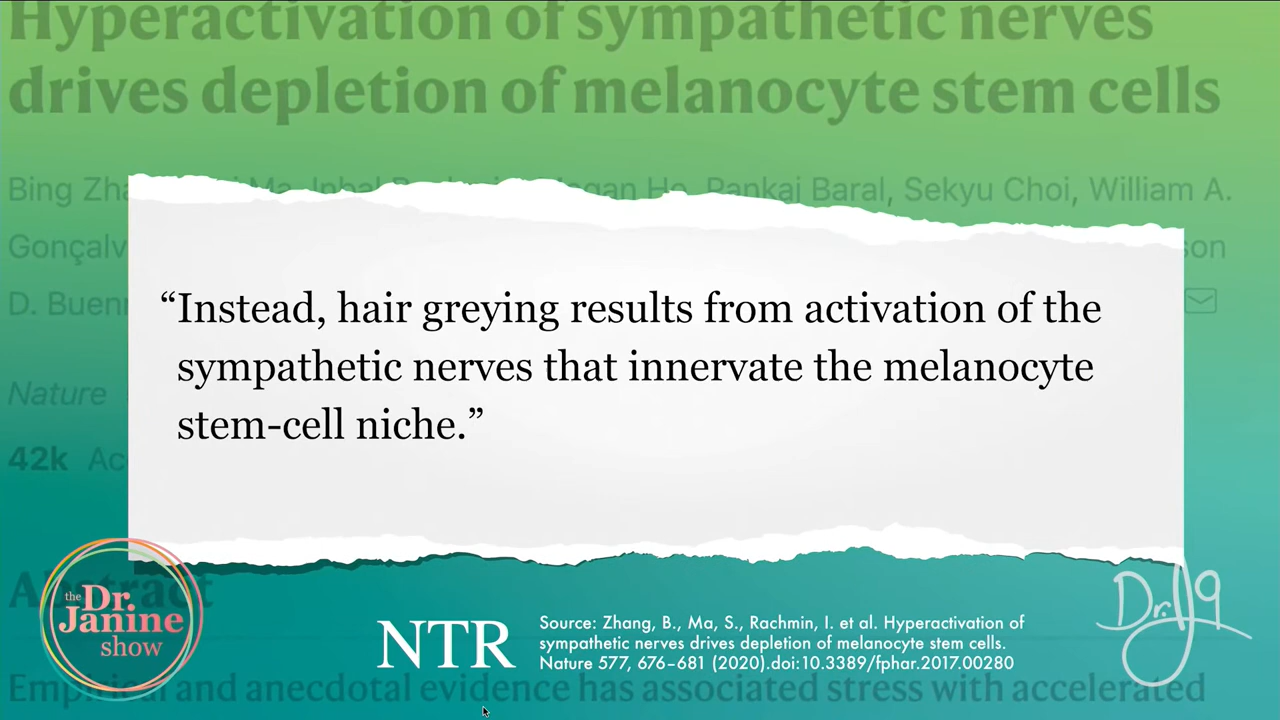 Hyperactivation of sympathetic nerves
drives depletion of melanocyte stem cells
Bing Pankaj Baral, Sekyu Choi, William A.
D.
“Instead, hair greying results from activation of the
sympathetic nerves that innervate the melanocyte
stem-cell niche.”
Nature
42k
Abstract
the
Dr.
Janine
show
NTR
Source: Zhang, B., Ma, S., Rachmin, I. et al. Hyperactivation of
sympathetic nerves drives depletion of melanocyte stem cells.
Nature 577, 676–681 (2020).doi:10.3389/fphar.2017.00280
Dr.J9
Empirical and anecdotal evidence has associated stress with accelerated